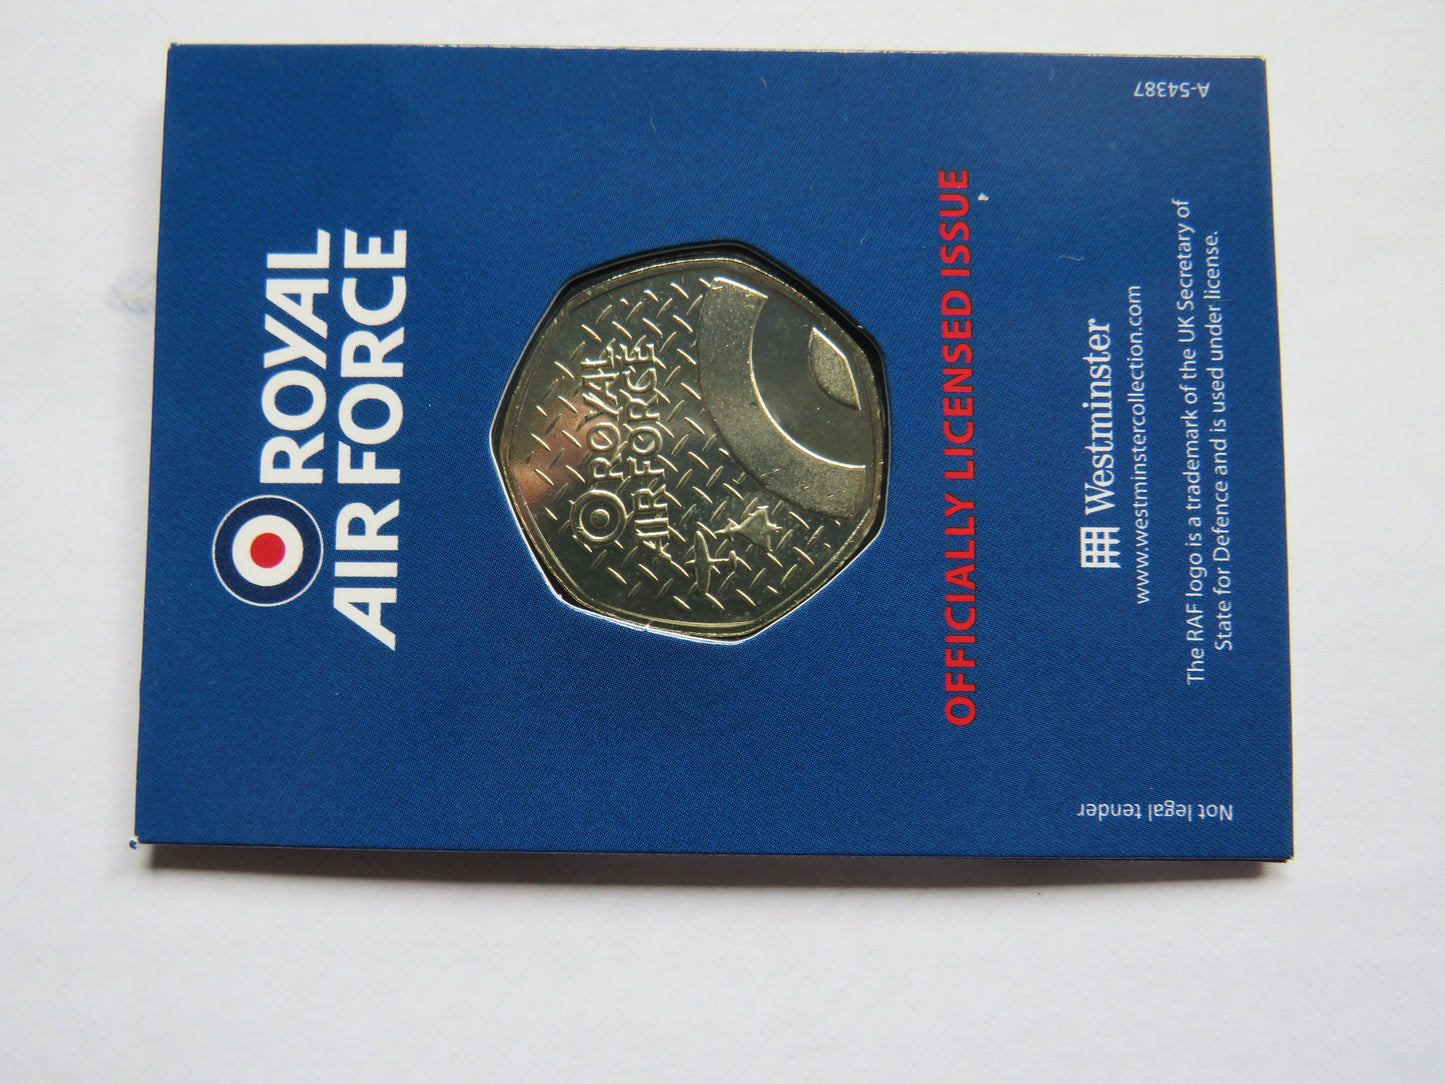 ROYAL
AIR FORCE
ROYAL
AIR FORCE
OFFICIALLY LICENSED ISSUE
Westminster
www.westminstercollection.com
The RAF logo is a trademark of the UK Secretary of
State for Defence and is used under license.
Not legal tender
A-54387